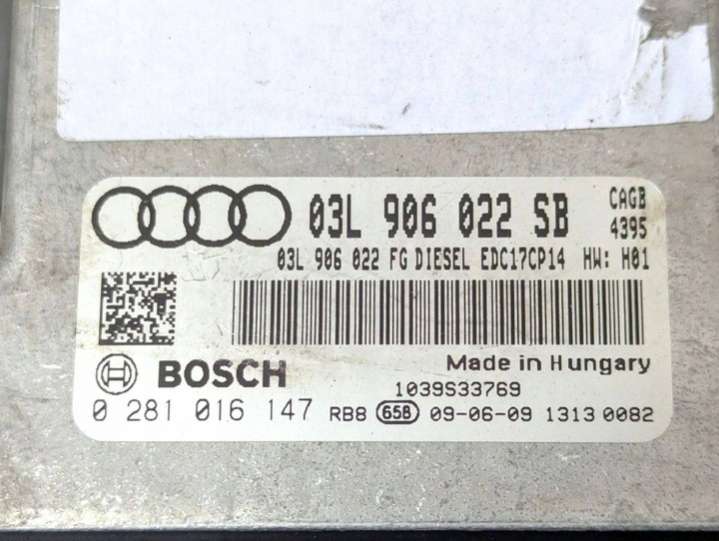 03L 906 022 SB CAGB
4395
03L 906 022 FG DIESEL EDC17CP14 HW: H01
BOSCH Made in Hungary
1039S33769
0 281 016 147 RB8 658 09-06-09 1313 0082